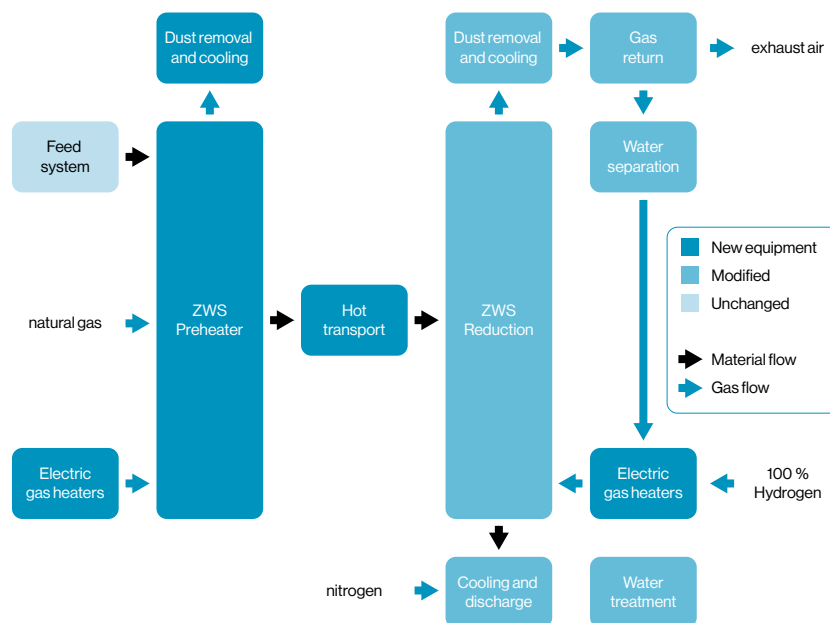 Dust removal
and cooling
Dust removal
and cooling
Gas
return
exhaust air
Feed
system
Water
separation
New equipment
Modified
Unchanged
natural gas
ZWS
Preheater
Hot
transport
ZWS
Reduction
Material flow
Gas flow
Electric
gas heaters
Electric
gas heaters
100 %
Hydrogen
nitrogen
Cooling and
discharge
Water
treatment